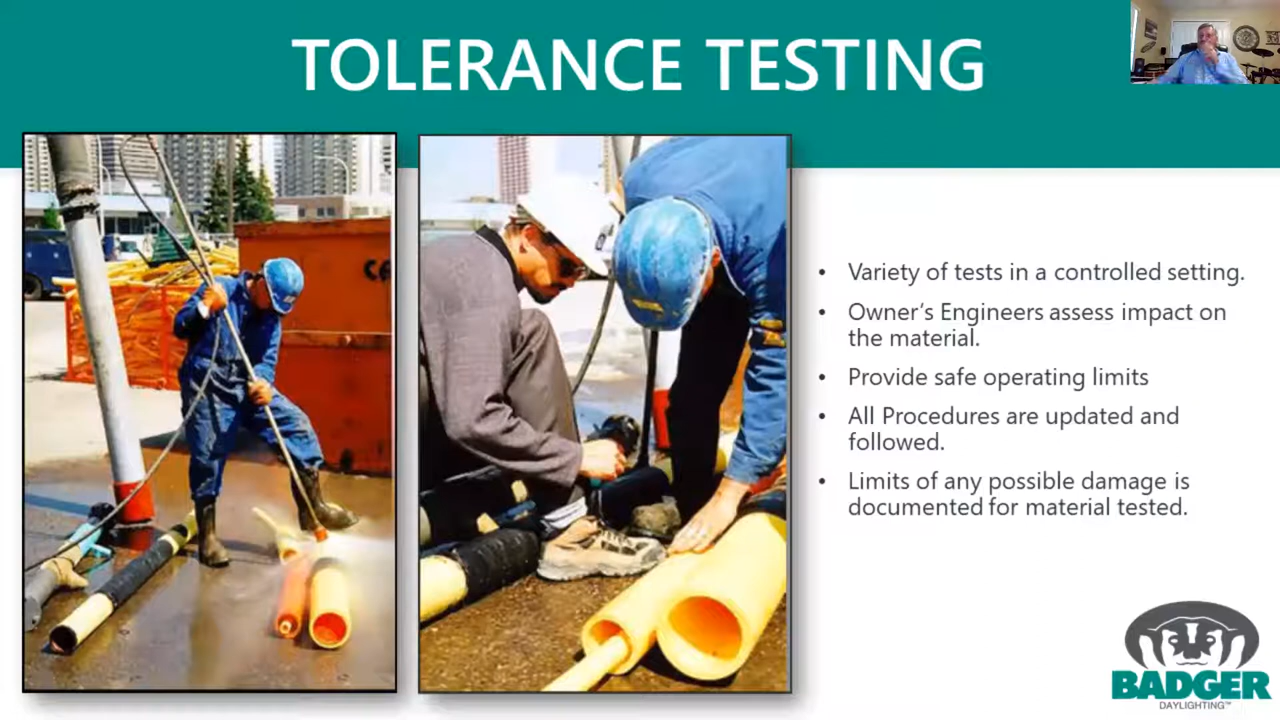 TOLERANCE TESTING
• Variety of tests in a controlled setting.
• Owner's Engineers assess impact on
the material.
• Provide safe operating limits
• All Procedures are updated and
followed.
• Limits of any possible damage is
documented for material tested.
BADGER
DAYLIGHTING™